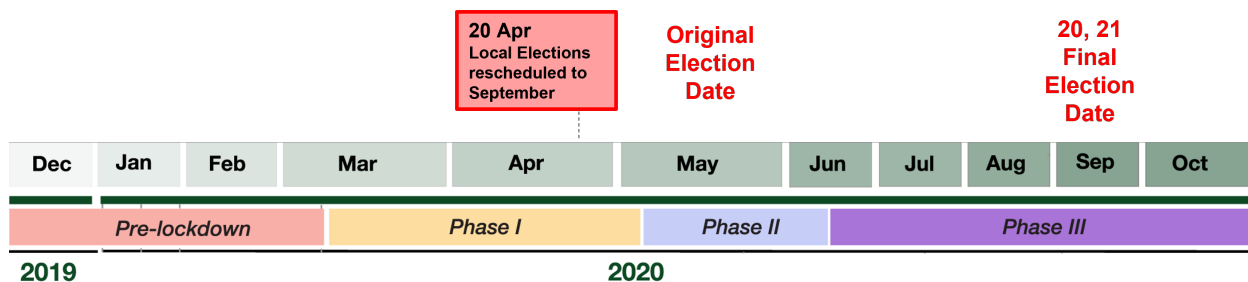 20 Apr
Local Elections
rescheduled to
September
Original
Election
Date
20, 21
Final
Election
Date
Dec Jan Feb Mar Apr May Jun Jul Aug Sep Oct
Pre-lockdown Phase I Phase II Phase III
2019 2020